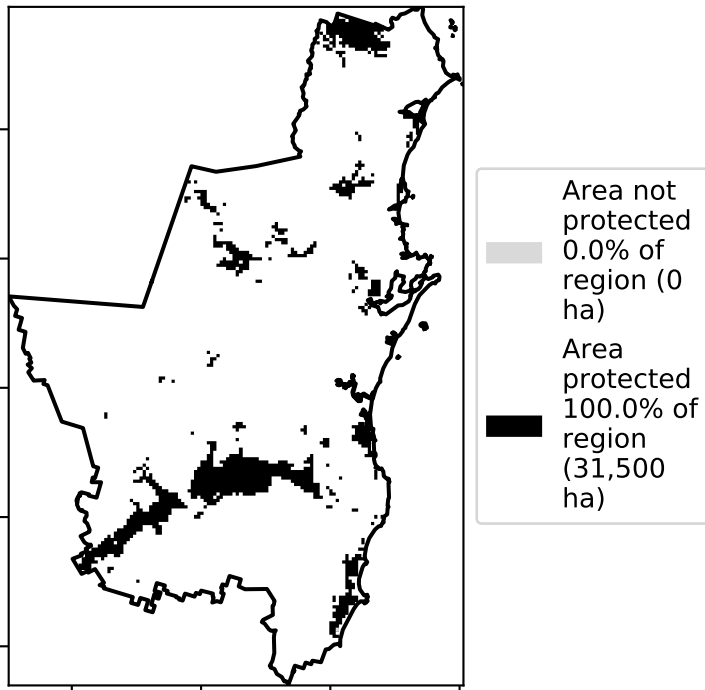 Area not
protected
0.0% of
region (0
ha)
Area
protected
100.0% of
region
(31,500
ha)